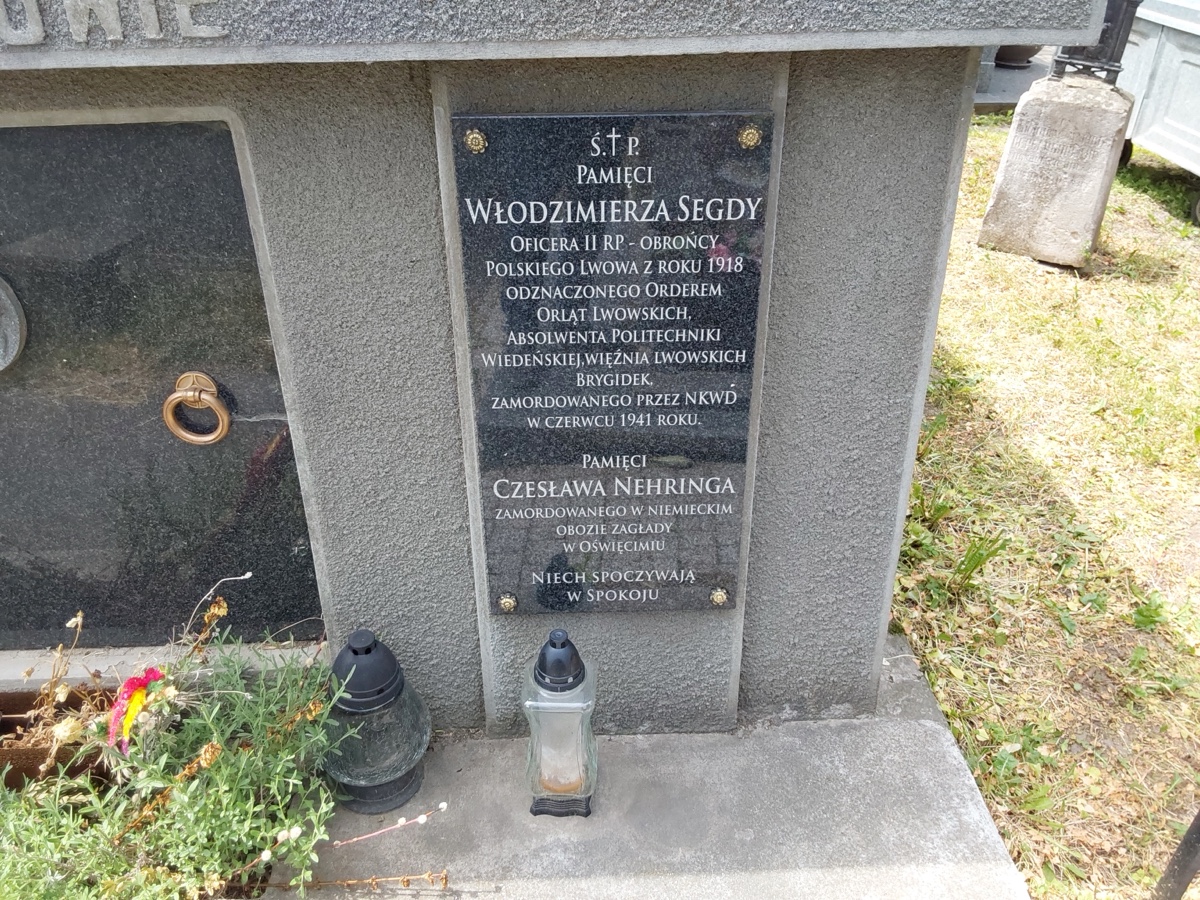 OWIE
Ś.†P.
PAMIĘCI
WŁODZIMIERZA SEGDY
OFICERA II RP - OBROŃCY
POLSKIEGO LWOWA Z ROKU 1918
ODZNACZONEGO ORDEREM
ORLĄT LWOWSKICH,
ABSOLWENTA POLITECHNIKI
WIEDEŃSKIEJ,WIĘŹNIA LWOWSKICH
BRYGIDEK,
ZAMORDOWANEGO PRZEZ NKWD
W CZERWCU 1941 ROKU.
PAMIĘCI
CZESŁAWA NEHRINGA
ZAMORDOWANEGO W NIEMIECKIM
OBOZIE ZAGŁADY
W OŚWIĘCIMIU
NIECH SPOCZYWAJĄ
W SPOKOJU